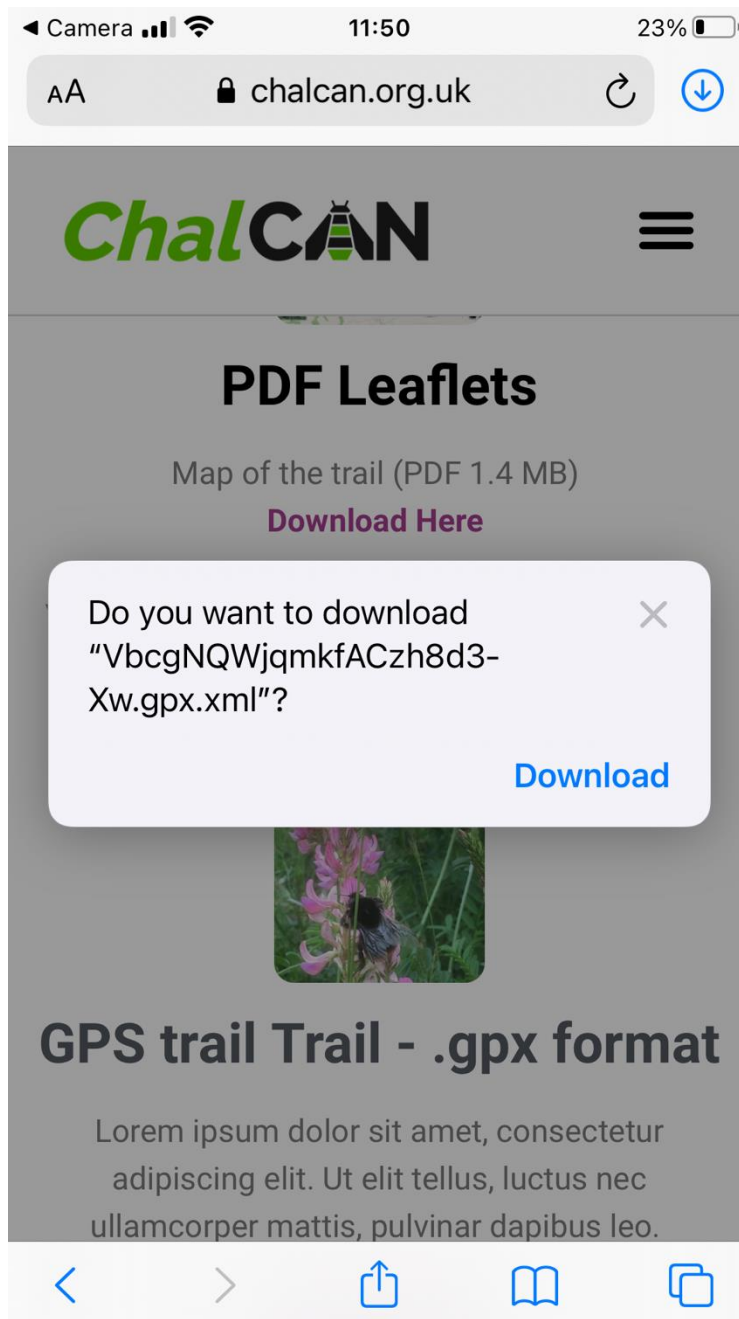 ◀ Camera
11:50
23%
AA
chalcan.org.uk
ChalCAN
PDF Leaflets
Map of the trail (PDF 1.4 MB)
Download Here
Do you want to download
“VbcgNQWjqmkfACzh8d3-
Xw.gpx.xml”?
Download
GPS trail Trail - .gpx format
Lorem ipsum dolor sit amet, consectetur
adipiscing elit. Ut elit tellus, luctus nec
ullamcorper mattis, pulvinar dapibus leo.